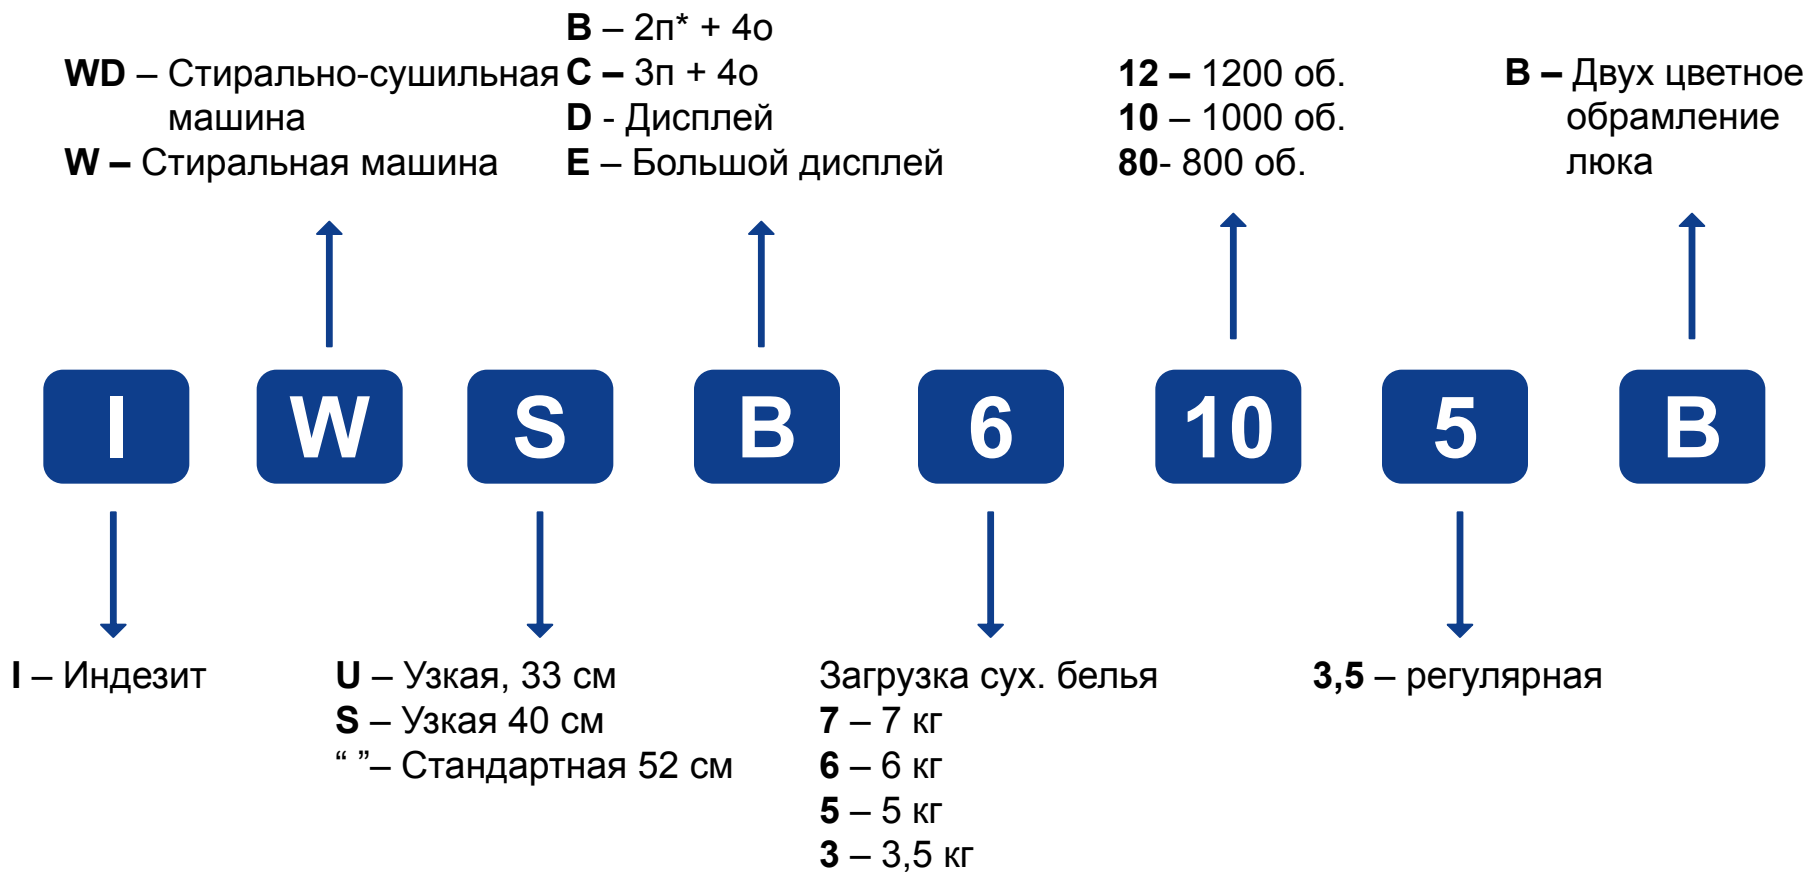 WD – Стирально-сушильная
машина
W – Стиральная машина
B – 2п* + 4о
C – 3п + 4о
D - Дисплей
E – Большой дисплей
12 – 1200 об.
10 – 1000 об.
80- 800 об.
B – Двух цветное
обрамление
люка
I W S B 6 10 5 B
I – Индезит
U – Узкая, 33 см
S – Узкая 40 см
“ ”– Стандартная 52 см
Загрузка сух. белья
7 – 7 кг
6 – 6 кг
5 – 5 кг
3 – 3,5 кг
3,5 – регулярная